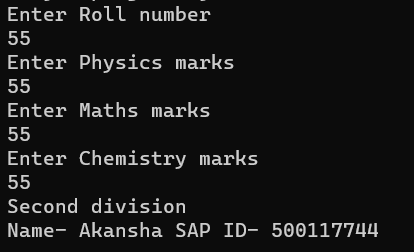 Enter Roll number
55
Enter Physics marks
55
Enter Maths marks
55
Enter Chemistry marks
55
Second division
Name- Akansha SAP ID- 500117744